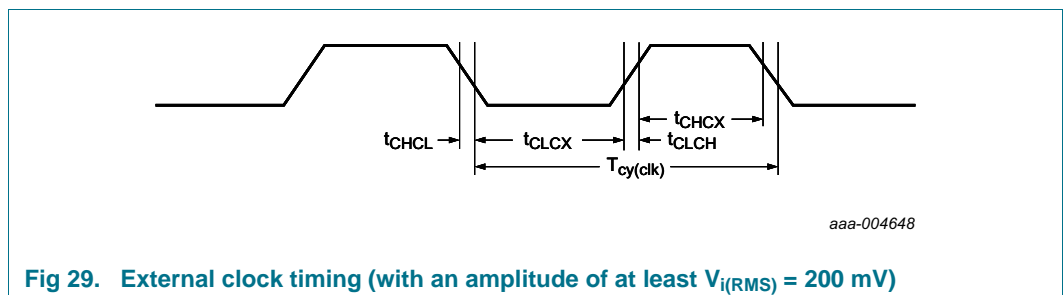 tCHCX
tCHCL tCLCX tCLCH
Tcy(clk)
aaa-004648
Fig 29. External clock timing (with an amplitude of at least Vi(RMS) = 200 mV)